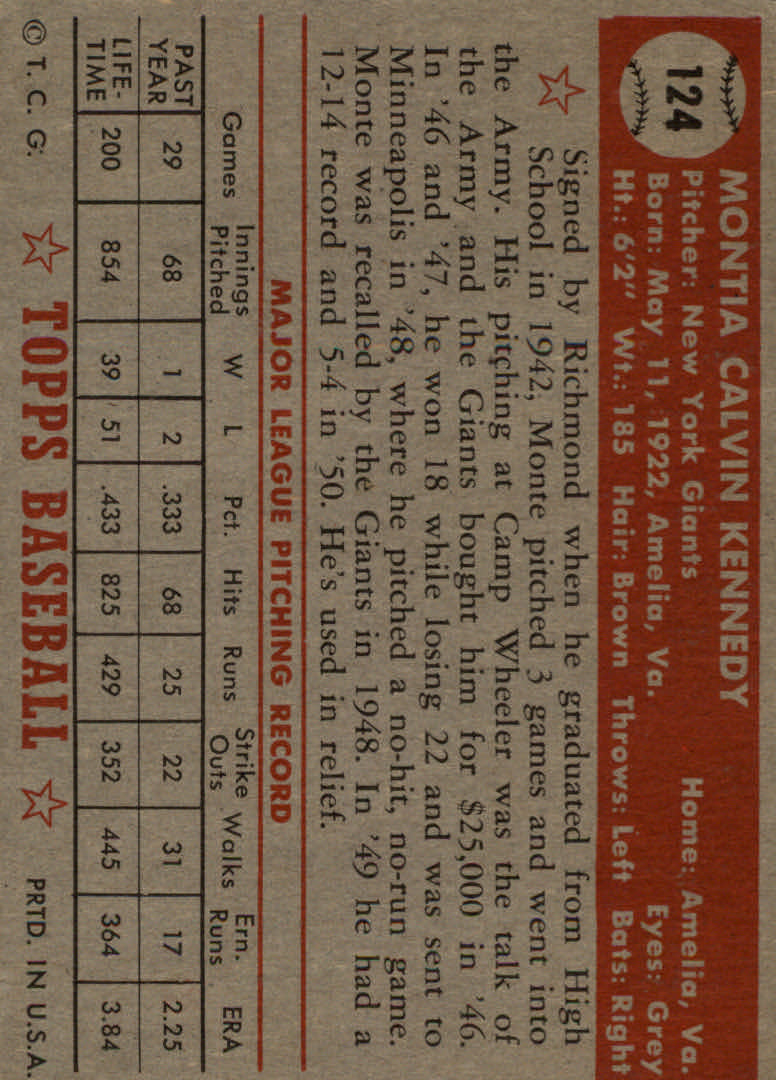 124
MONTIA CALVIN KENNEDY
Pitcher: New York Giants Home: Amelia, Va.
Born: May 11, 1922, Amelia, Va. Eyes: Grey
Ht.: 6'2" Wt.: 185 Hair: Brown Throws: Left Bats: Right
Signed by Richmond when he graduated from High
School in 1942, Monte pitched 3 games and went into
the Army. His pitching at Camp Wheeler was the talk of
the Army and the Giants bought him for $25,000 in '46.
In '46 and '47, he won 18 while losing 22 and was sent to
Minneapolis in '48, where he pitched a no-hit, no-run game.
Monte was recalled by the Giants in 1948. In '49 he had a
12-14 record and 5-4 in '50. He's used in relief.
MAJOR LEAGUE PITCHING RECORD
Games Innings Pitched W L Pct. Hits Runs Strike Outs Walks Ern. Runs ERA
PAST YEAR 29 68 1 2 .333 68 25 22 31 17 2.25
LIFE-TIME 200 854 39 51 .433 825 429 352 445 364 3.84
© T. C. G. TOPPS BASEBALL PRTD. IN U.S.A.